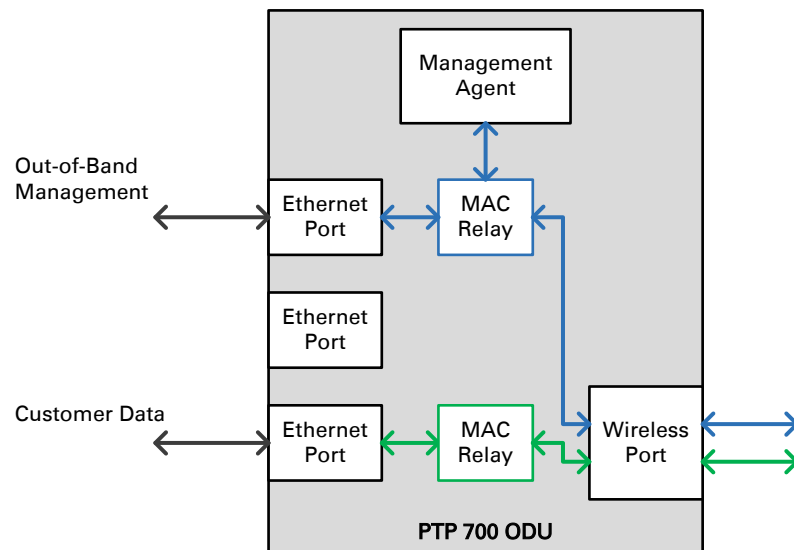 Management
Agent
Out-of-Band
Management
Ethernet
Port
MAC
Relay
Ethernet
Port
Customer Data
Ethernet
Port
MAC
Relay
Wireless
Port
PTP 700 ODU